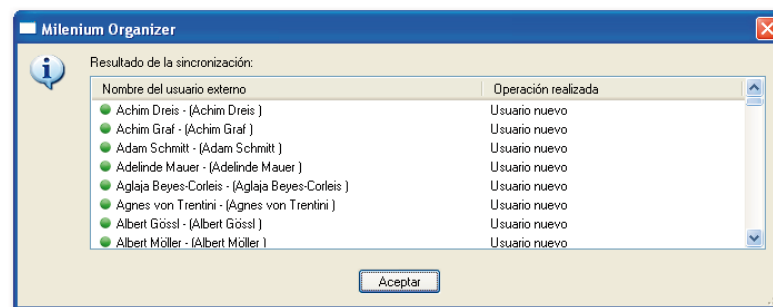 Milenium Organizer
Resultado de la sincronización:
Nombre del usuario externo Operación realizada
Achim Dreis - (Achim Dreis ) Usuario nuevo
Achim Graf - (Achim Graf ) Usuario nuevo
Adam Schmitt - (Adam Schmitt ) Usuario nuevo
Adelinde Mauer - (Adelinde Mauer ) Usuario nuevo
Aglaja Beyes-Corleis - (Aglaja Beyes-Corleis ) Usuario nuevo
Agnes von Trentini - (Agnes von Trentini ) Usuario nuevo
Albert Gössl - (Albert Gössl ) Usuario nuevo
Albert Möller - (Albert Möller ) Usuario nuevo
Aceptar